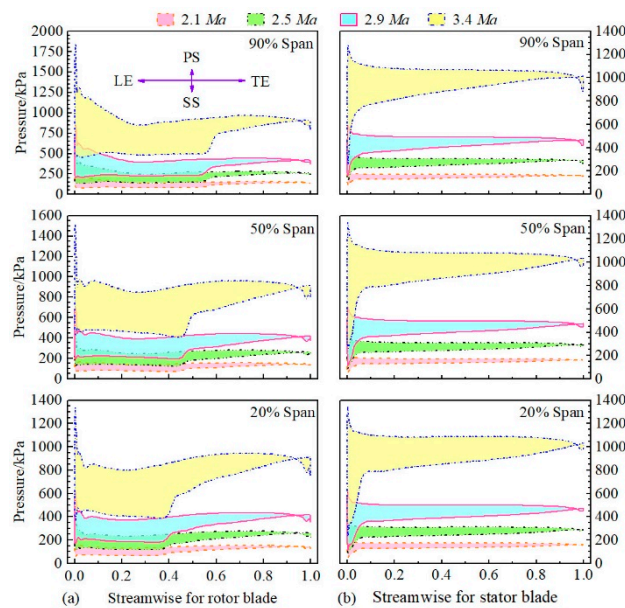 2.1 Ma 2.5 Ma 2.9 Ma 3.4 Ma
2000
1750
1500
1250
1000
750
500
250
0
90% Span
PS
LE TE
SS
1400
1200
1000
800
600
400
200
0
90% Span
Pressure/kPa
1600
1400
1200
1000
800
600
400
200
0
50% Span
1400
1200
1000
800
600
400
200
0
50% Span
Pressure/kPa
1400
1200
1000
800
600
400
200
0
20% Span
1400
1200
1000
800
600
400
200
0
20% Span
Pressure/kPa
0.0 0.2 0.4 0.6 0.8 1.0
0.0 0.2 0.4 0.6 0.8 1.0
(a) Streamwise for rotor blade
(b) Streamwise for stator blade